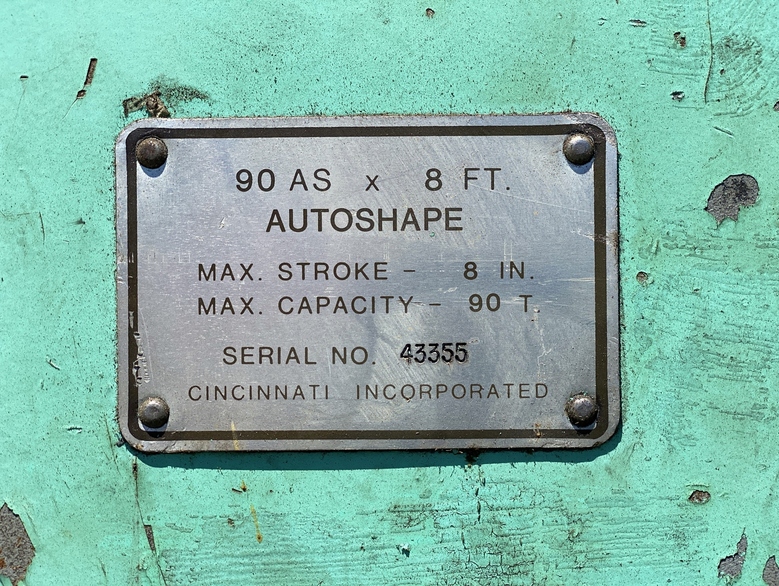 90 AS x 8 FT.
AUTOSHAPE
MAX. STROKE – 8 IN.
MAX. CAPACITY – 90 T.
SERIAL NO. 43355
CINCINNATI INCORPORATED